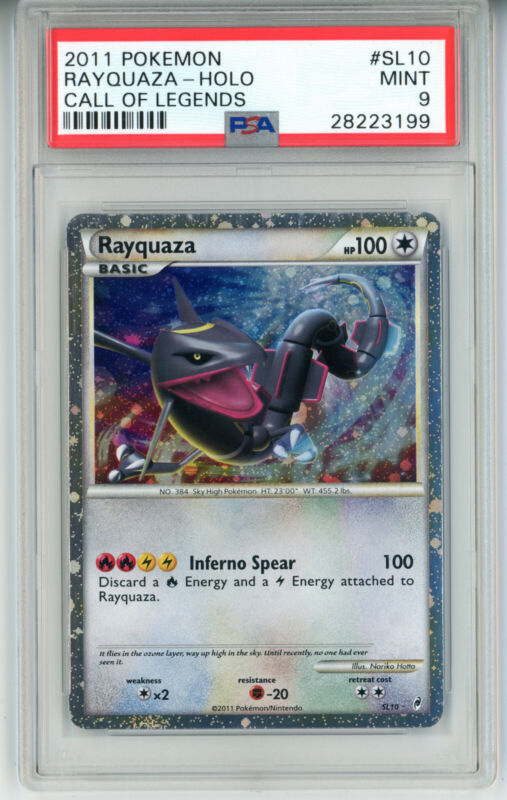 2011 POKEMON #SL10
RAYQUAZA - HOLO MINT
CALL OF LEGENDS 9
PSA
28223199
Rayquaza HP100
BASIC
NO. 384 Sky High Pokémon HT: 23'00" WT: 455.2 lbs.
Inferno Spear 100
Discard a Energy and a Energy attached to
Rayquaza.
It flies in the ozone layer, way up high in the sky. Until recently, no one had ever
seen it.
Illus. Noriko Hotta
weakness resistance retreat cost
×2 -20
©2011 Pokémon/Nintendo SL10